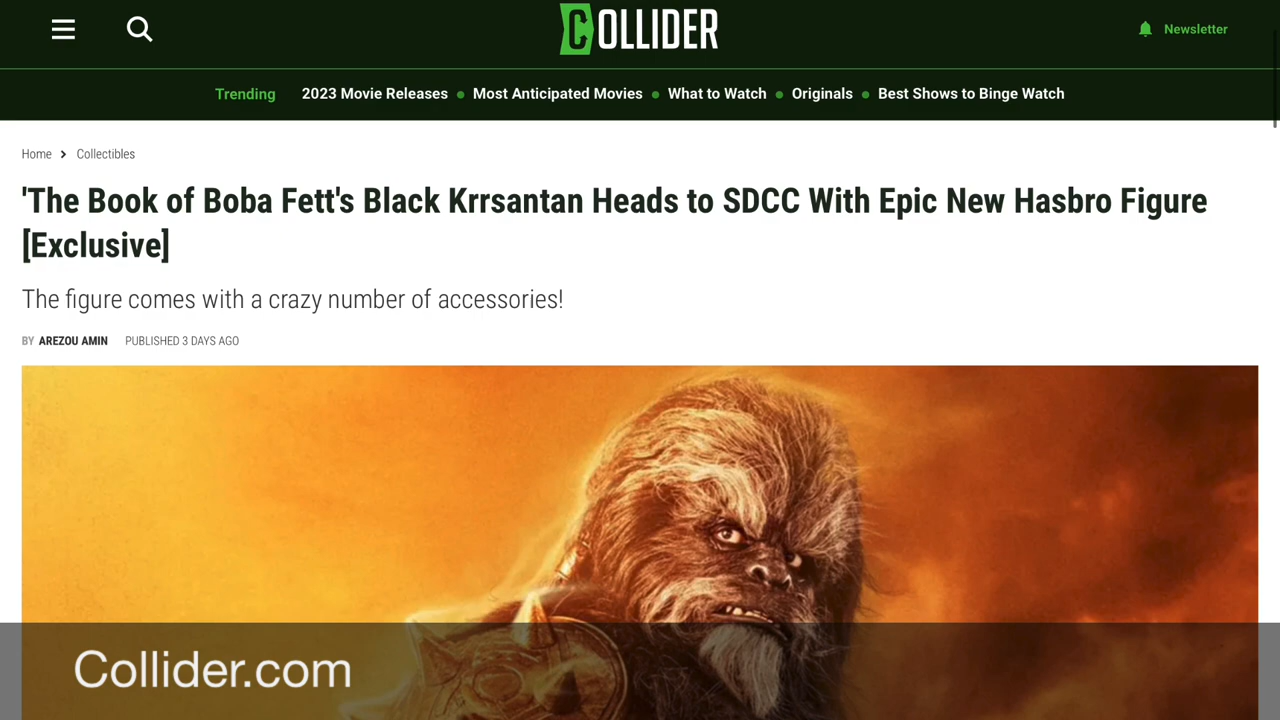 COLLIDER
Newsletter
Trending 2023 Movie Releases Most Anticipated Movies What to Watch Originals Best Shows to Binge Watch
Home Collectibles
'The Book of Boba Fett's Black Krrsantan Heads to SDCC With Epic New Hasbro Figure
[Exclusive]
The figure comes with a crazy number of accessories!
BY AREZOU AMIN PUBLISHED 3 DAYS AGO
Collider.com